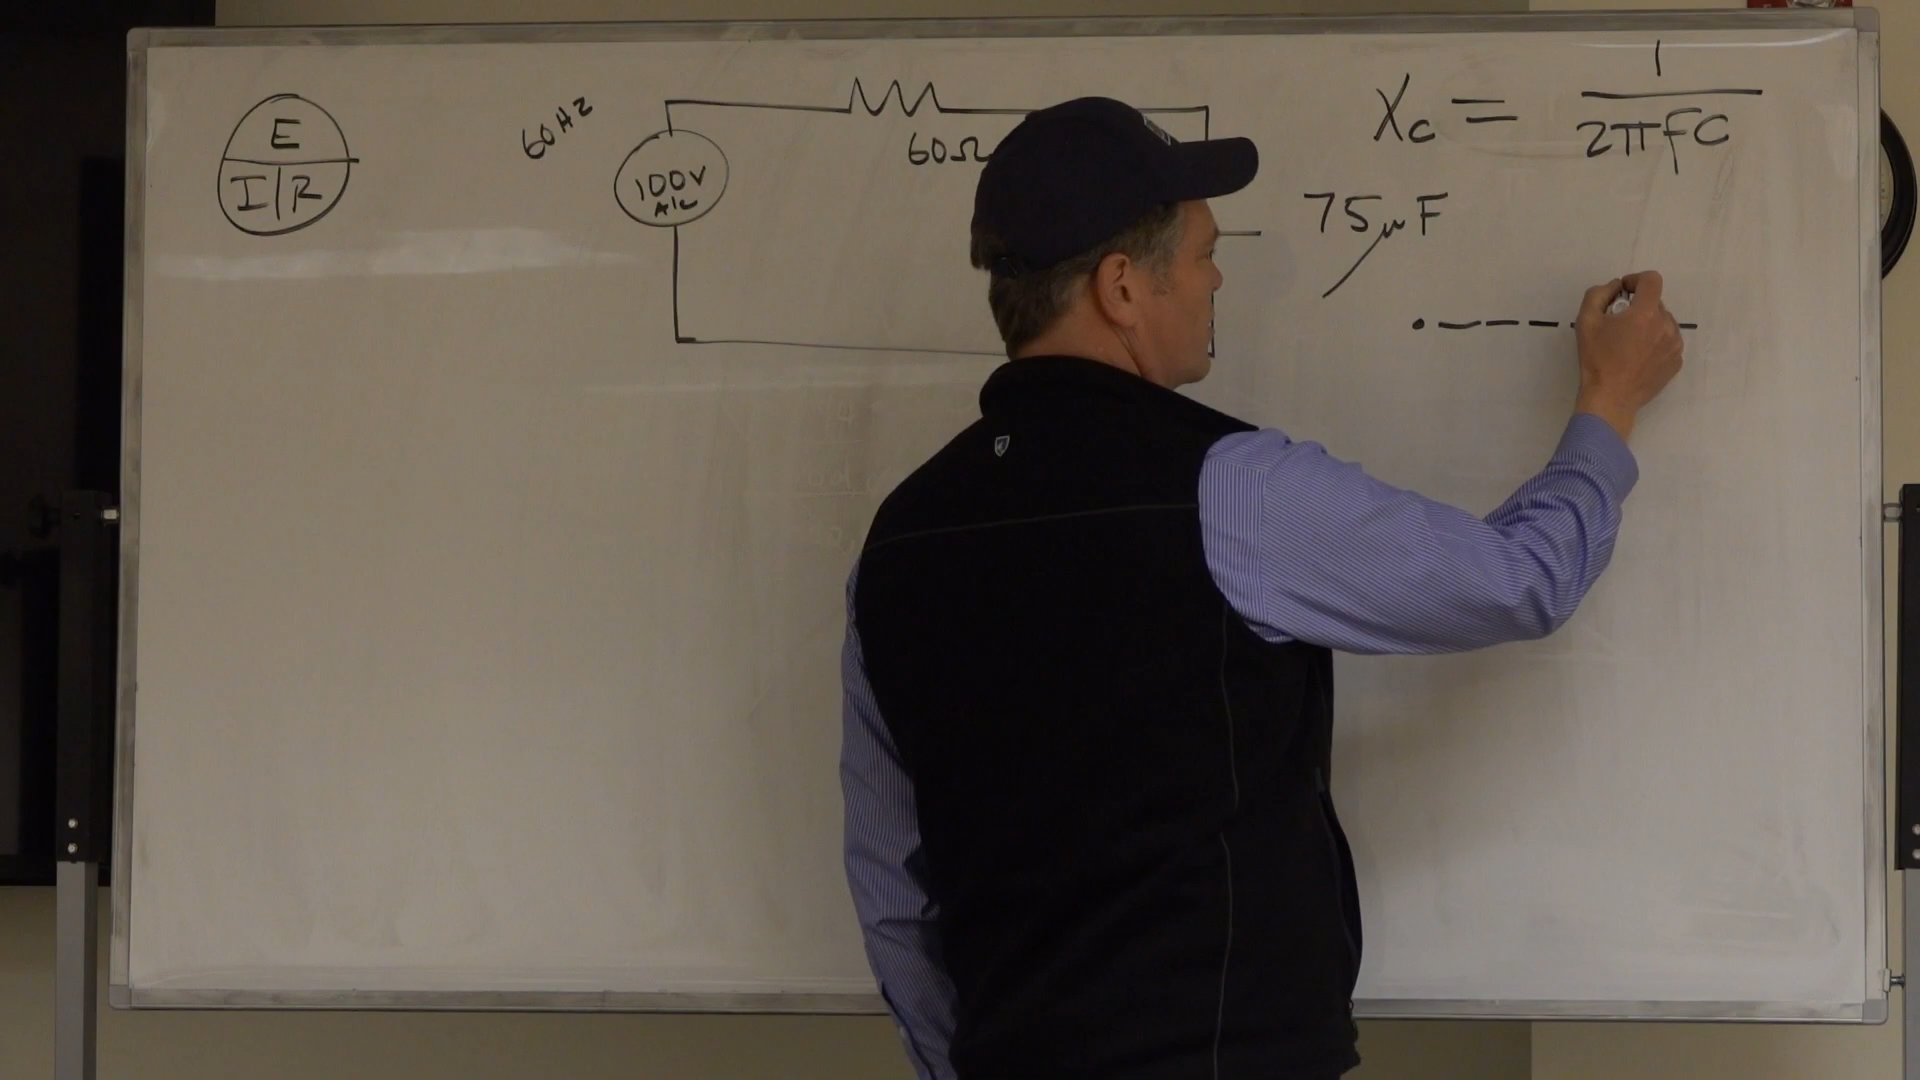 E
I|R
60Hz
100V
A/C
60Ω
75μF
Xc = 1
2πfC